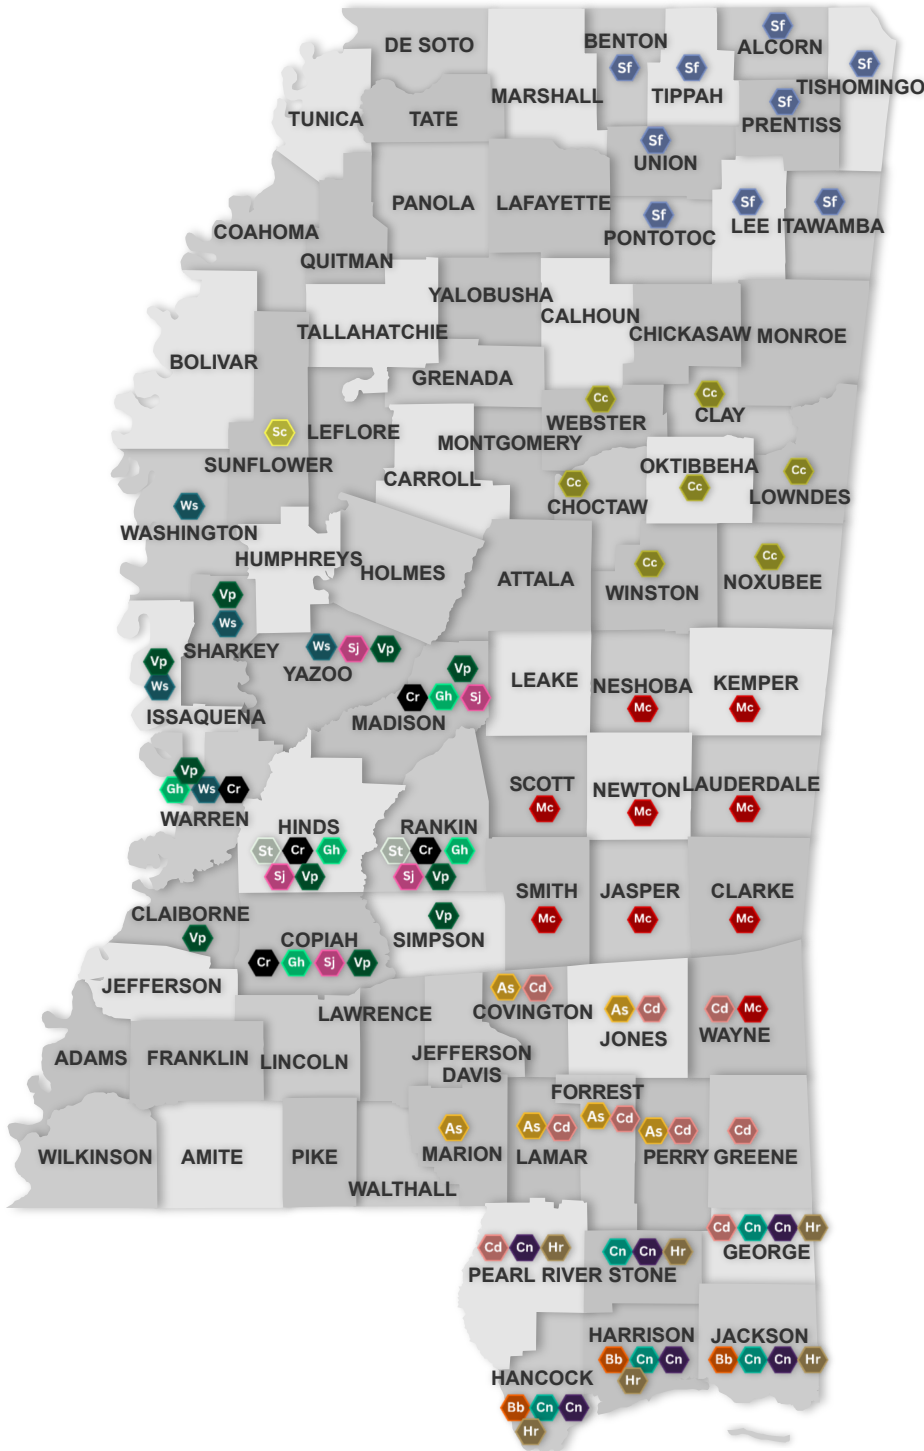 DE SOTO
BENTON
Sf
ALCORN
Sf
Sf
TIPPAH
Sf
TISHOMINGO
MARSHALL
TUNICA
TATE
Sf
PRENTISS
Sf
UNION
PANOLA
LAFAYETTE
Sf
PONTOTOC
Sf
LEE
Sf
ITAWAMBA
COAHOMA
QUITMAN
YALOBUSHA
TALLAHATCHIE
CALHOUN
CHICKASAW
MONROE
BOLIVAR
GRENADA
Cc
WEBSTER
Cc
CLAY
Sc
SUNFLOWER
LEFLORE
MONTGOMERY
CARROLL
OKTIBBEHA
Cc
Cc
LOWNDES
Cc
CHOCTAW
Ws
WASHINGTON
HUMPHREYS
HOLMES
ATTALA
Cc
WINSTON
Cc
NOXUBEE
Vp
Ws
SHARKEY
Ws Sj Vp
YAZOO
Vp
Ws
ISSAQUENA
Vp
Cr Gh Sj
MADISON
LEAKE
NESHOBA
Mc
KEMPER
Mc
Vp
Gh Ws Cr
WARREN
SCOTT
Mc
NEWTON
Mc
LAUDERDALE
Mc
HINDS
St Cr Gh
Sj Vp
RANKIN
St Cr Gh
Sj Vp
SMITH
Mc
JASPER
Mc
CLARKE
Mc
CLAIBORNE
Vp
COPIAH
Cr Gh Sj Vp
Vp
SIMPSON
JEFFERSON
LAWRENCE
As Cd
COVINGTON
As Cd
JONES
Cd Mc
WAYNE
ADAMS
FRANKLIN
LINCOLN
JEFFERSON
DAVIS
FORREST
As Cd
WILKINSON
AMITE
PIKE
WALTHALL
As
MARION
As Cd
LAMAR
As Cd
PERRY
Cd
GREENE
Cd Cn Hr
PEARL RIVER
Cn Cn Hr
STONE
Cd Cn Cn Hr
GEORGE
HARRISON
Bb Cn Cn
Hr
JACKSON
Bb Cn Cn Hr
HANCOCK
Bb Cn Cn
Hr